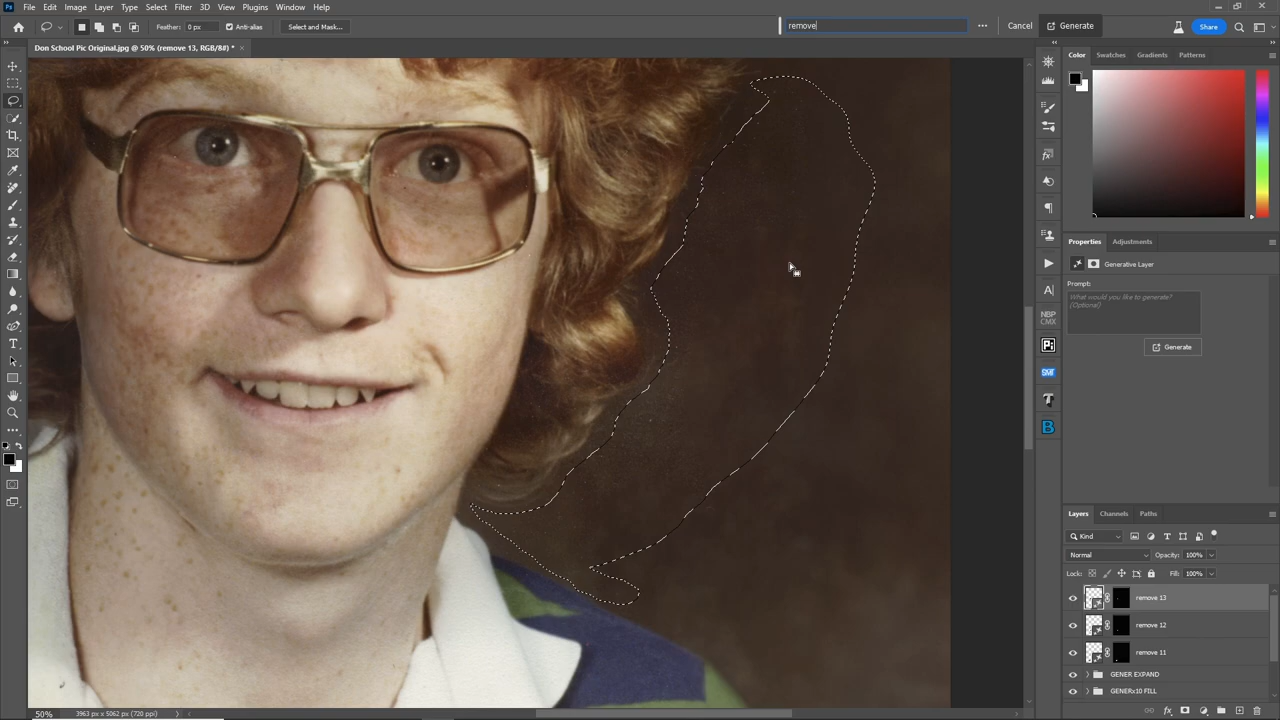 Ps File Edit Image Layer Type Select Filter 3D View Plugins Window Help
Feather: 0 px Anti-alias Select and Mask... remove Cancel Generate Share
Don School Pic Original.jpg @ 50% (remove 13, RGB/8#) * ×
Color Swatches Gradients Patterns
Properties Adjustments
Generative Layer
Prompt:
What would you like to generate?
(Optional)
Generate
NBP
CMX
Pi
B
Layers Channels Paths
Kind
Normal Opacity: 100%
Lock: Fill: 100%
remove 13
remove 12
remove 11
GENER EXPAND
GENERx10 FILL
50% 3963 px x 5062 px (720 ppi)